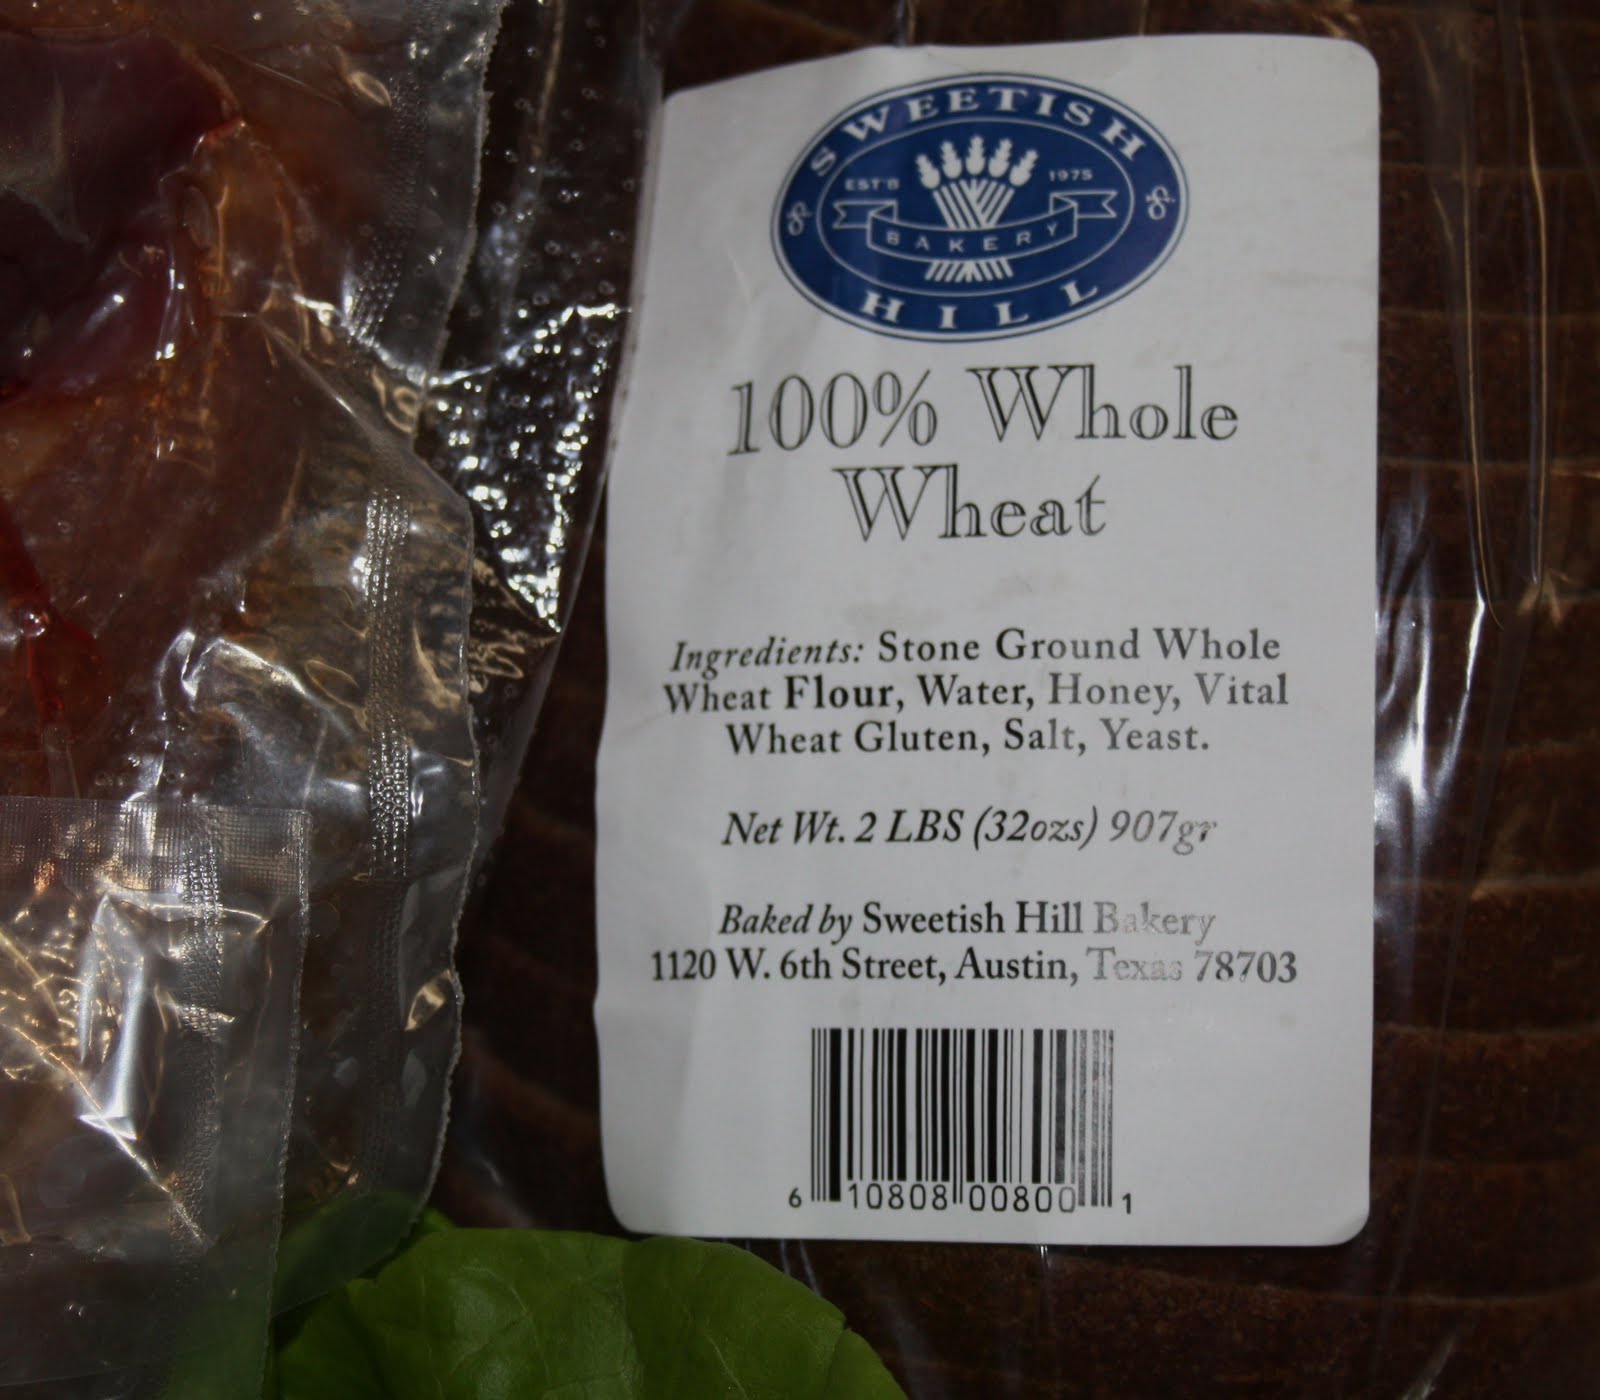 SWEETISH
EST'D 1975
BAKERY
HILL
100% Whole
Wheat
Ingredients: Stone Ground Whole
Wheat Flour, Water, Honey, Vital
Wheat Gluten, Salt, Yeast.
Net Wt. 2 LBS (32ozs) 907gr
Baked by Sweetish Hill Bakery
1120 W. 6th Street, Austin, Texas 78703
6 10808 00800 1